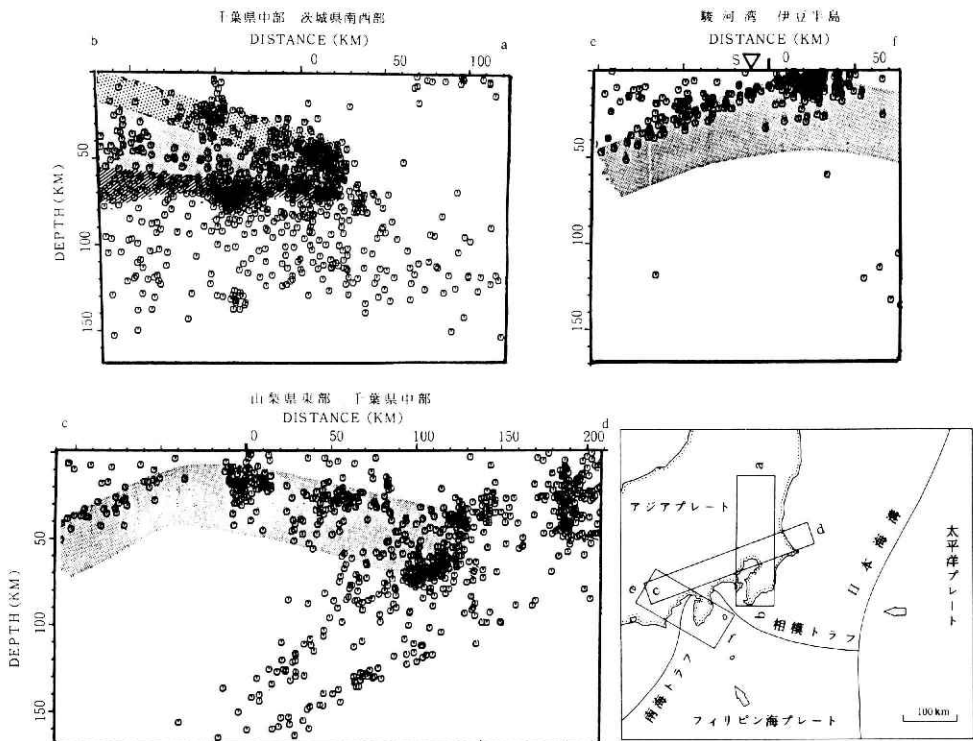 千葉県中部 茨城県南西部
DISTANCE (KM)
b 0 50 100 a
50
100
150
DEPTH (KM)
駿河湾 伊豆半島
DISTANCE (KM)
e S 0 50 f
50
100
150
山梨県東部 千葉県中部
DISTANCE (KM)
c 0 50 100 150 200 d
50
100
150
DEPTH (KM)
a
アジアプレート
d
e
c
b
f
日本海溝
太平洋プレート
相模トラフ
南海トラフ
フィリピン海プレート
100km